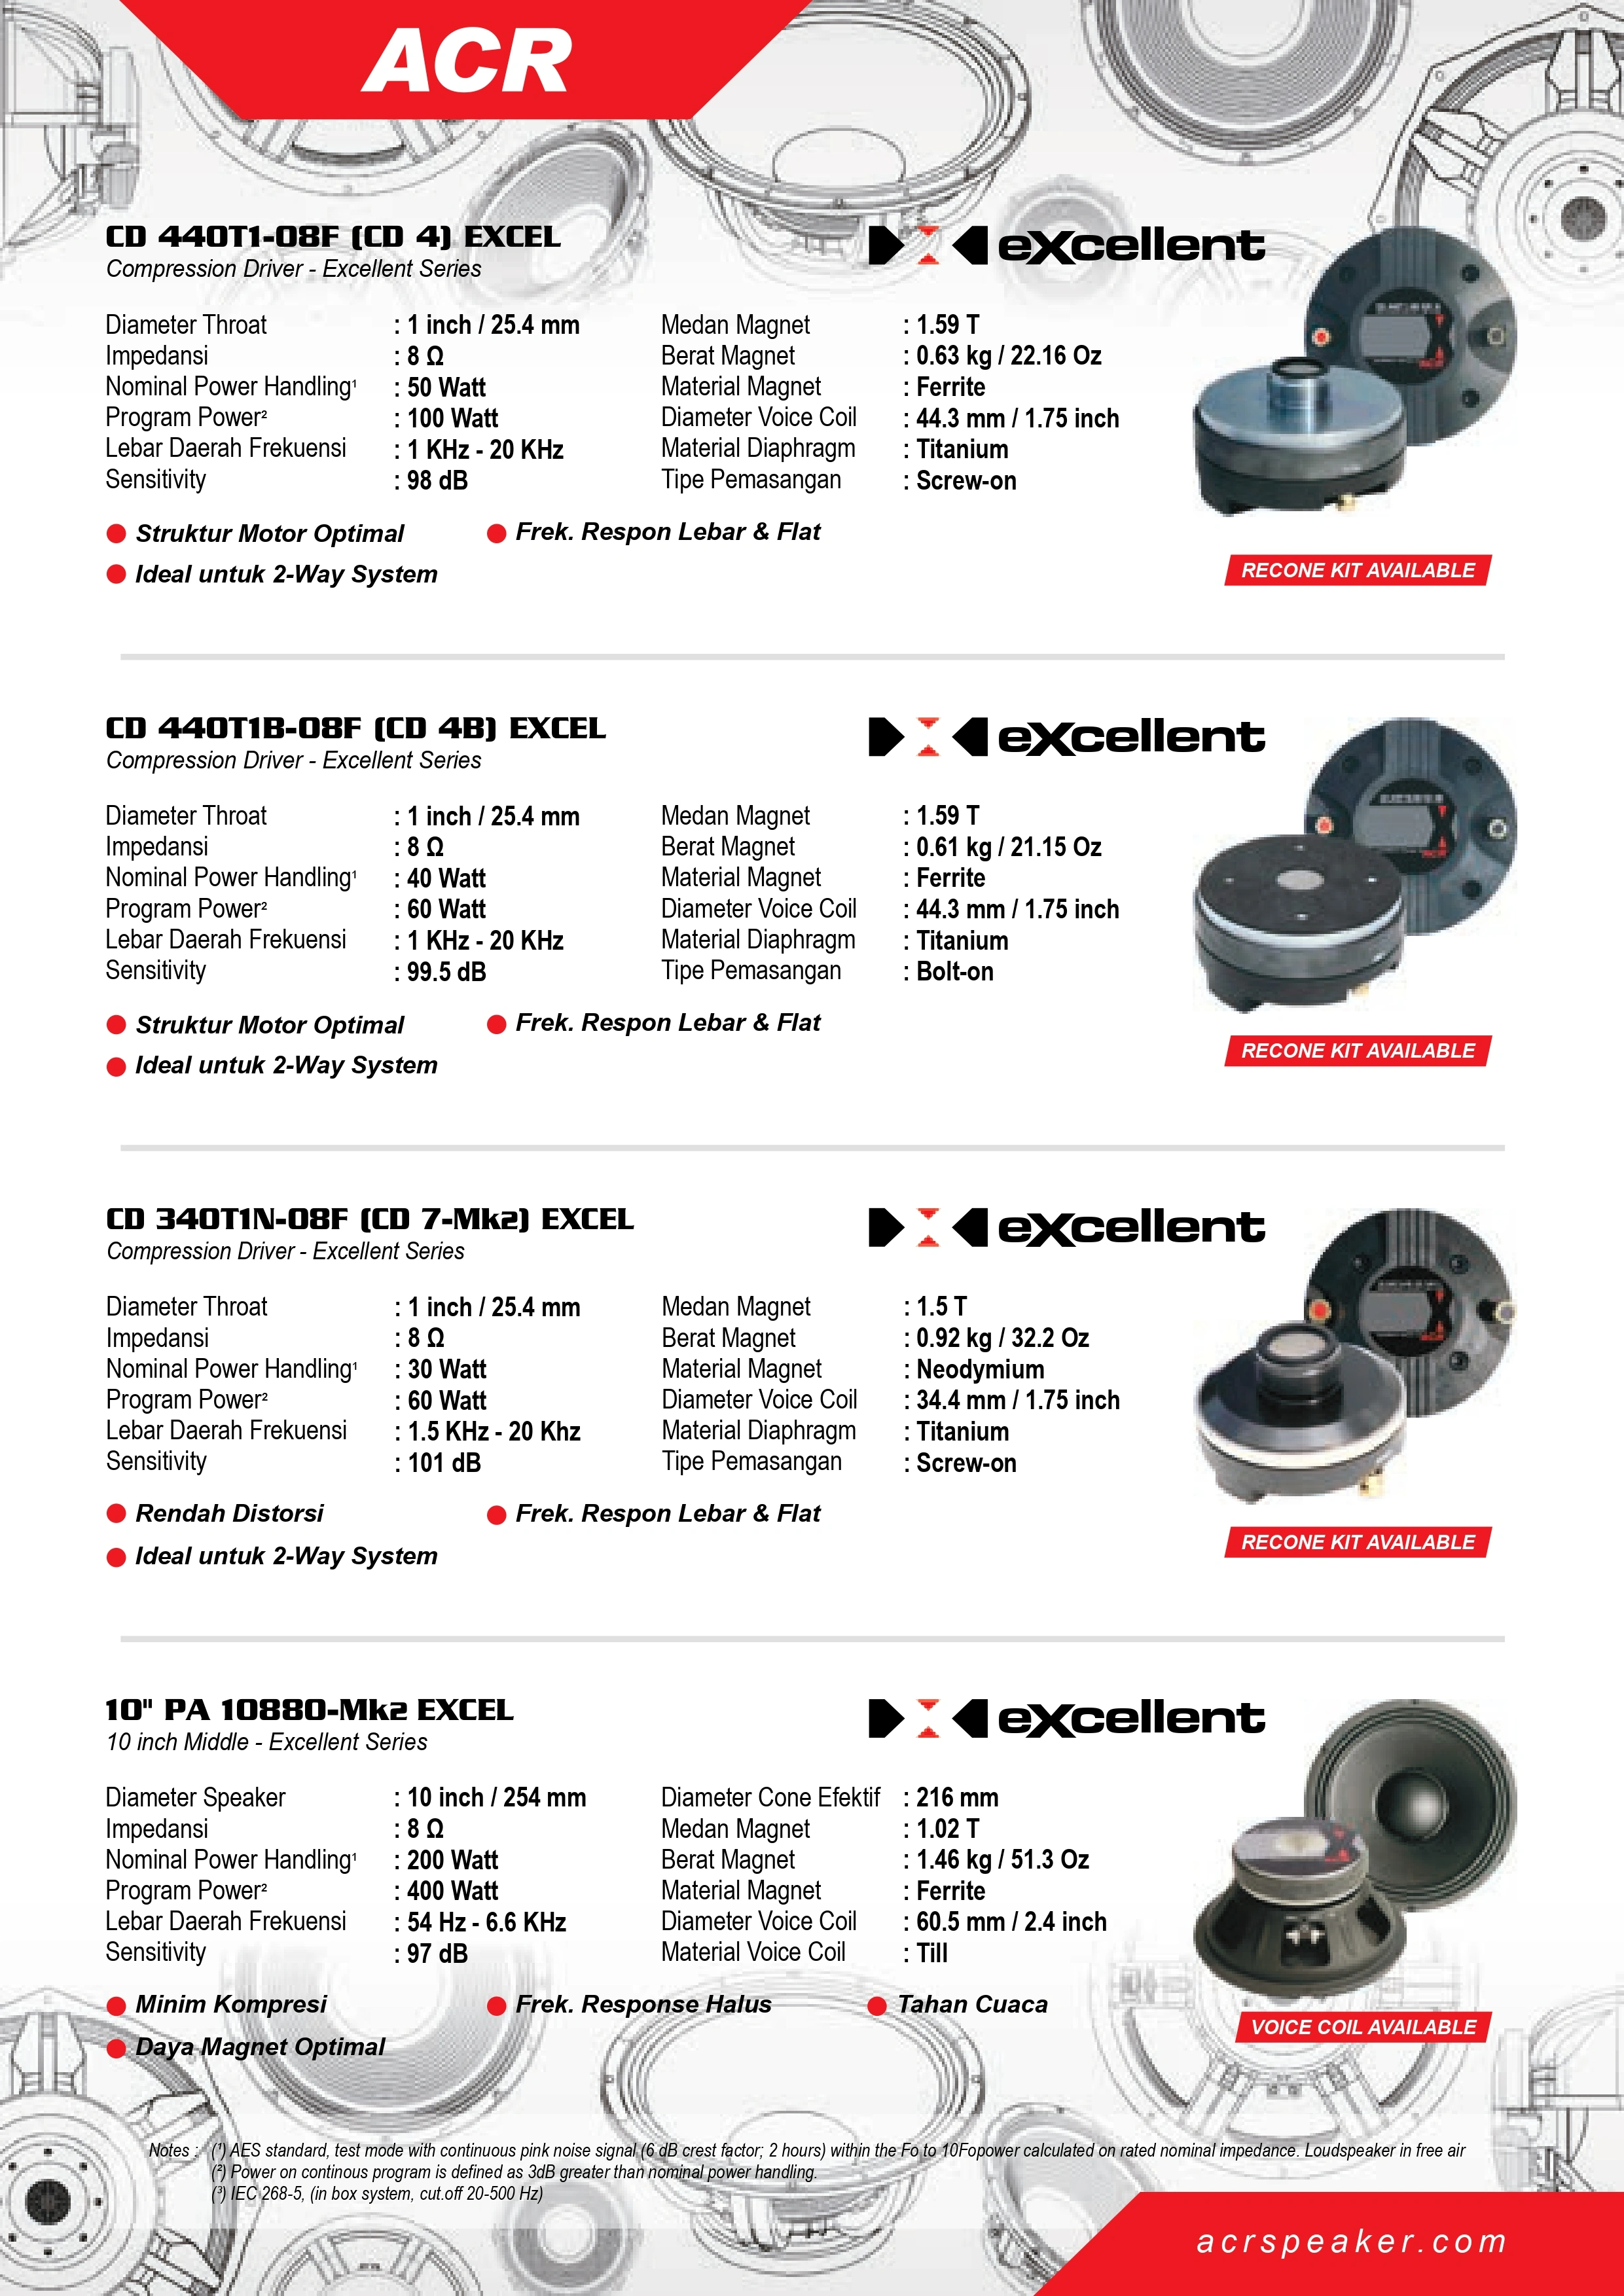 ACR
CD 440T1-08F (CD 4) EXCEL
Compression Driver - Excellent Series
eXcellent
Diameter Throat : 1 inch / 25.4 mm Medan Magnet : 1.59 T
Impedansi : 8 Ω Berat Magnet : 0.63 kg / 22.16 Oz
Nominal Power Handling¹ : 50 Watt Material Magnet : Ferrite
Program Power² : 100 Watt Diameter Voice Coil : 44.3 mm / 1.75 inch
Lebar Daerah Frekuensi : 1 KHz - 20 KHz Material Diaphragm : Titanium
Sensitivity : 98 dB Tipe Pemasangan : Screw-on
Struktur Motor Optimal Frek. Respon Lebar & Flat
Ideal untuk 2-Way System
RECONE KIT AVAILABLE
CD 440T1B-08F (CD 4B) EXCEL
Compression Driver - Excellent Series
eXcellent
Diameter Throat : 1 inch / 25.4 mm Medan Magnet : 1.59 T
Impedansi : 8 Ω Berat Magnet : 0.61 kg / 21.15 Oz
Nominal Power Handling¹ : 40 Watt Material Magnet : Ferrite
Program Power² : 60 Watt Diameter Voice Coil : 44.3 mm / 1.75 inch
Lebar Daerah Frekuensi : 1 KHz - 20 KHz Material Diaphragm : Titanium
Sensitivity : 99.5 dB Tipe Pemasangan : Bolt-on
Struktur Motor Optimal Frek. Respon Lebar & Flat
Ideal untuk 2-Way System
RECONE KIT AVAILABLE
CD 340T1N-08F (CD 7-Mk2) EXCEL
Compression Driver - Excellent Series
eXcellent
Diameter Throat : 1 inch / 25.4 mm Medan Magnet : 1.5 T
Impedansi : 8 Ω Berat Magnet : 0.92 kg / 32.2 Oz
Nominal Power Handling¹ : 30 Watt Material Magnet : Neodymium
Program Power² : 60 Watt Diameter Voice Coil : 34.4 mm / 1.75 inch
Lebar Daerah Frekuensi : 1.5 KHz - 20 Khz Material Diaphragm : Titanium
Sensitivity : 101 dB Tipe Pemasangan : Screw-on
Rendah Distorsi Frek. Respon Lebar & Flat
Ideal untuk 2-Way System
RECONE KIT AVAILABLE
10" PA 10880-Mk2 EXCEL
10 inch Middle - Excellent Series
eXcellent
Diameter Speaker : 10 inch / 254 mm Diameter Cone Efektif : 216 mm
Impedansi : 8 Ω Medan Magnet : 1.02 T
Nominal Power Handling¹ : 200 Watt Berat Magnet : 1.46 kg / 51.3 Oz
Program Power² : 400 Watt Material Magnet : Ferrite
Lebar Daerah Frekuensi : 54 Hz - 6.6 KHz Diameter Voice Coil : 60.5 mm / 2.4 inch
Sensitivity : 97 dB Material Voice Coil : Till
Minim Kompresi Frek. Response Halus Tahan Cuaca
Daya Magnet Optimal
VOICE COIL AVAILABLE
Notes : (¹) AES standard, test mode with continuous pink noise signal (6 dB crest factor; 2 hours) within the Fo to 10Fopower calculated on rated nominal impedance. Loudspeaker in free air
(²) Power on continous program is defined as 3dB greater than nominal power handling.
(³) IEC 268-5, (in box system, cut.off 20-500 Hz)
acrspeaker.com